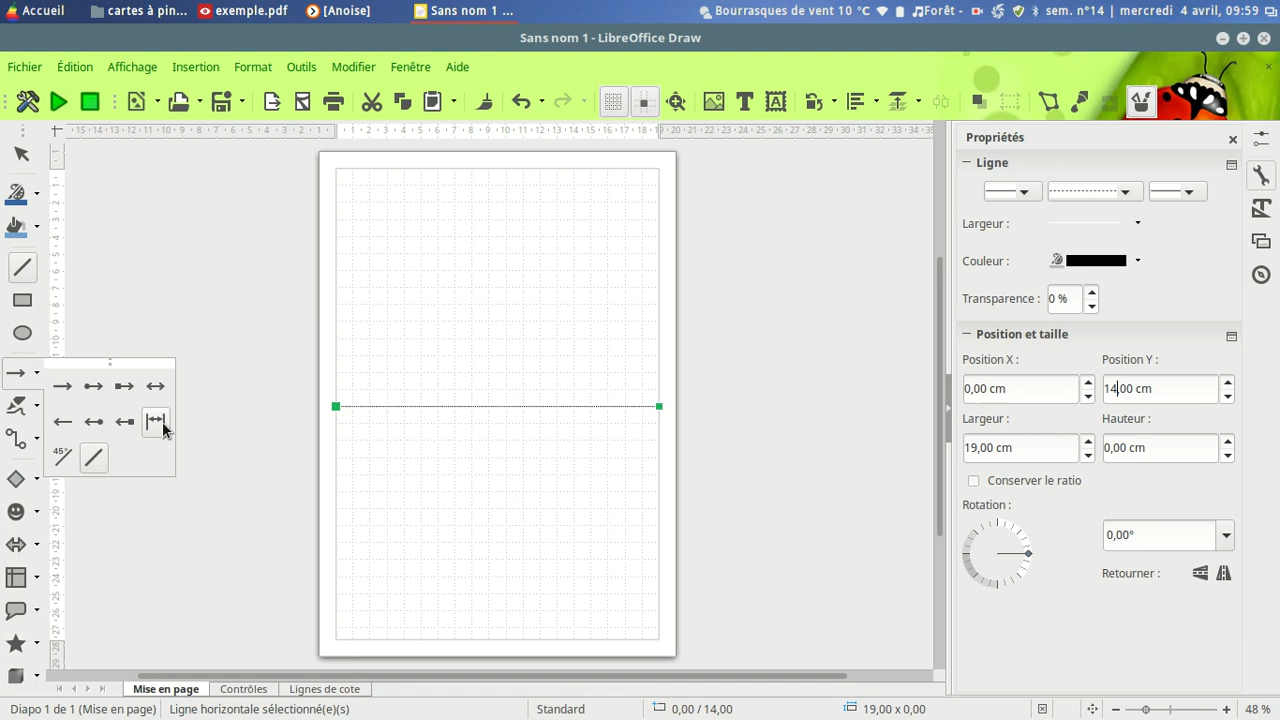 Menu
cartes à pin...
exemple.pdf
[Anoise]
Sans nom 1 ...
Bourrasques de vent 10 °C
♫Forêt -
sem. n°14 | mercredi 4 avril, 09:59
Sans nom 1 - LibreOffice Draw
Fichier Édition Affichage Insertion Format Outils Modifier Fenêtre Aide
Propriétés
Ligne
Largeur :
Couleur :
Transparence : 0 %
Position et taille
Position X : Position Y :
0,00 cm 14,00 cm
Largeur : Hauteur :
19,00 cm 0,00 cm
Conserver le ratio
Rotation :
0,00°
Retourner :
45°
Mise en page Contrôles Lignes de cote
Diapo 1 de 1 (Mise en page) Ligne horizontale sélectionné(e)(s) Standard 0,00 / 14,00 19,00 x 0,00 48 %